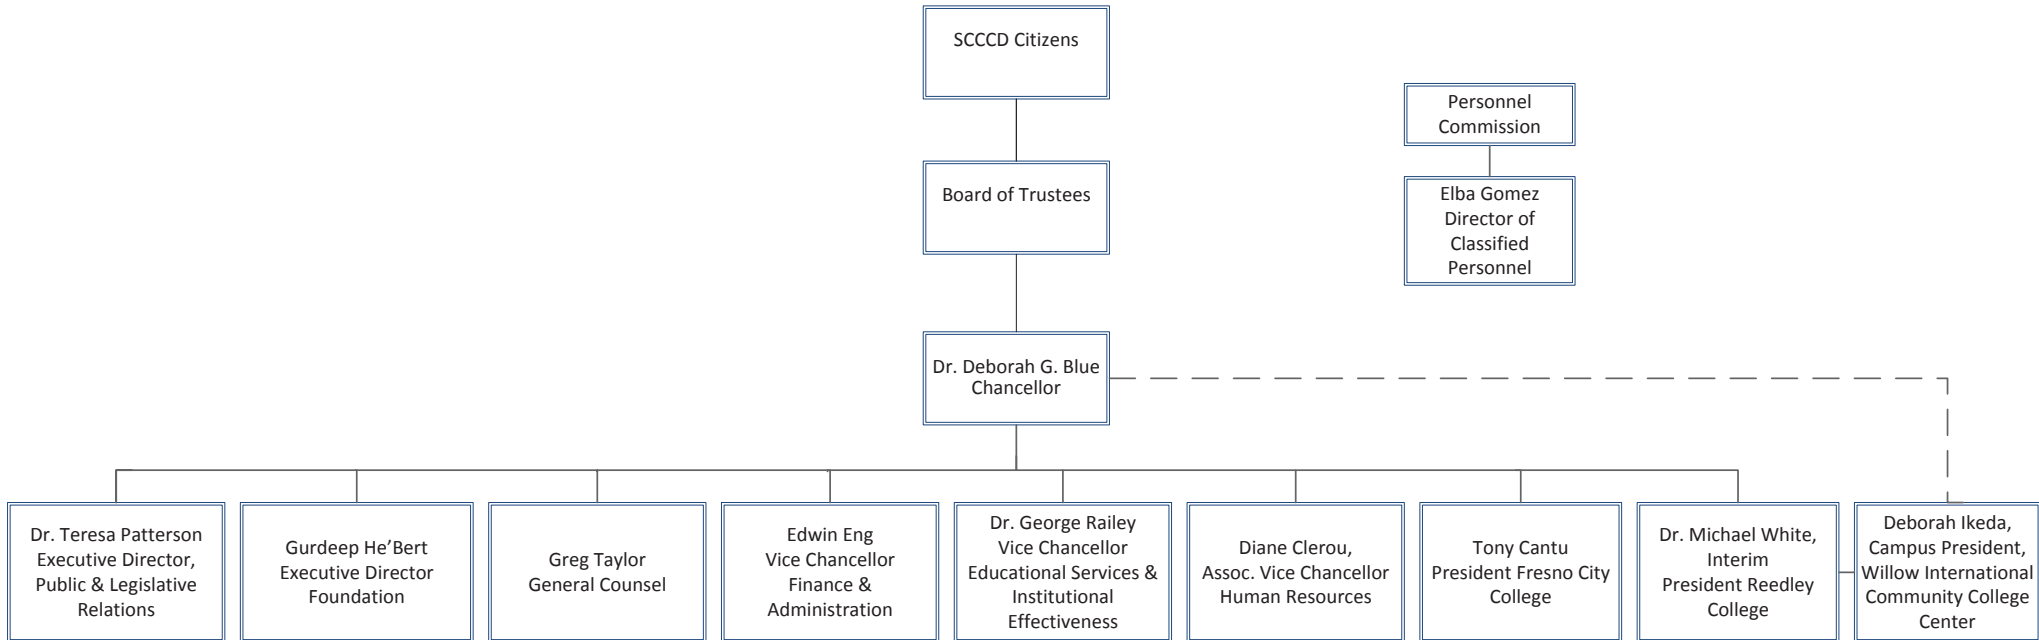 SCCCD Citizens
Personnel
Commission
Board of Trustees
Elba Gomez
Director of
Classified
Personnel
Dr. Deborah G. Blue
Chancellor
Dr. Teresa Patterson
Executive Director,
Public & Legislative
Relations
Gurdeep He’Bert
Executive Director
Foundation
Greg Taylor
General Counsel
Edwin Eng
Vice Chancellor
Finance &
Administration
Dr. George Railey
Vice Chancellor
Educational Services &
Institutional
Effectiveness
Diane Clerou,
Assoc. Vice Chancellor
Human Resources
Tony Cantu
President Fresno City
College
Dr. Michael White,
Interim
President Reedley
College
Deborah Ikeda,
Campus President,
Willow International
Community College
Center